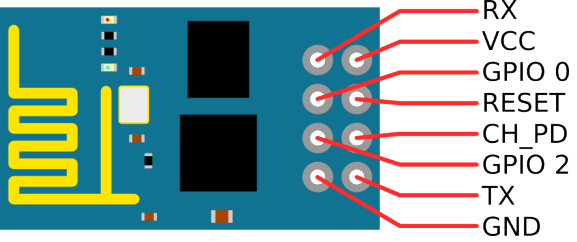 RX
VCC
GPIO 0
RESET
CH_PD
GPIO 2
TX
GND